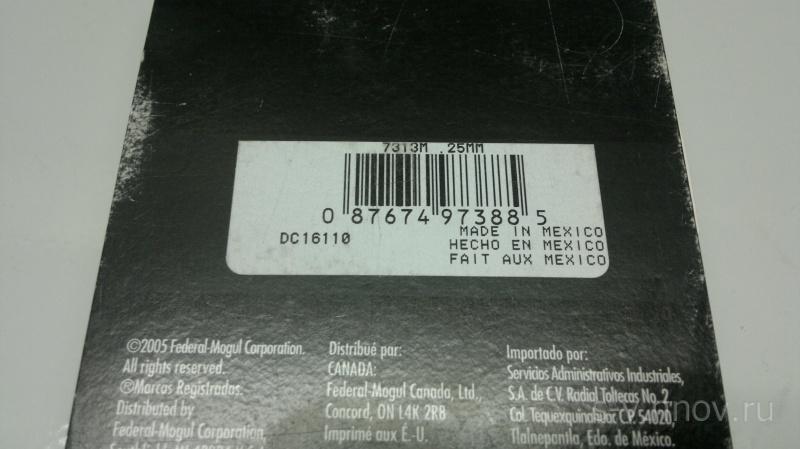 7313M .25MM
0 87674 97388 5
DC16110
MADE IN MEXICO
HECHO EN MEXICO
FAIT AUX MEXICO
©2005 Federal-Mogul Corporation.
All rights reserved.
®Marcas Registradas.
Distributed by
Federal-Mogul Corporation,
Distribué par:
CANADA:
Federal-Mogul Canada, Ltd.,
Concord, ON L4K 2R8
Imprimé aux É.-U.
Importado por:
Servicios Administrativos Industriales,
S.A. de C.V. Radial Toltecas No. 2,
Col. Tequexquinahuac C.P. 54020,
Tlalnepantla, Edo. de México.